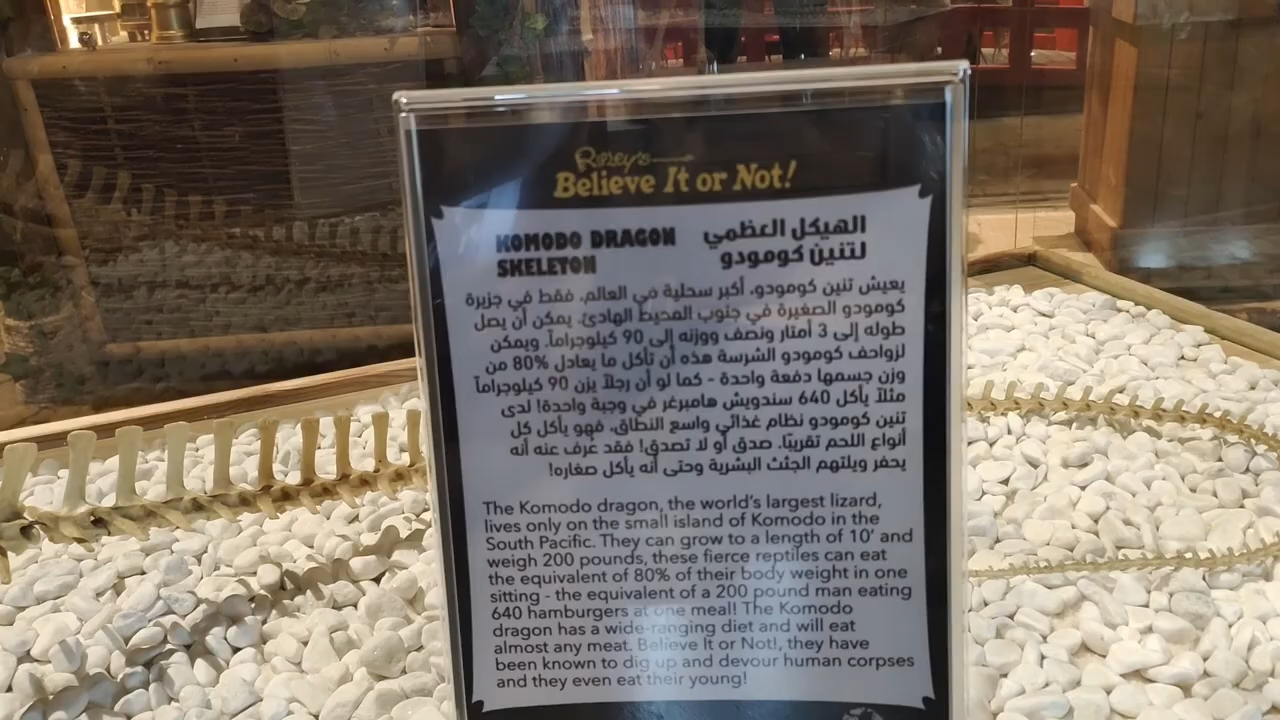 Ripley's
Believe It or Not!
الهيكل العظمي
لتنين كومودو
KOMODO DRAGON
SKELETON
يعيش تنين كومودو، أكبر سحلية في العالم، فقط في جزيرة
كومودو الصغيرة في جنوب المحيط الهادئ. يمكن أن يصل
طوله إلى 3 أمتار ونصف ووزنه إلى 90 كيلوجراماً. ويمكن
لزواحف كومودو الشرسة هذه أن تأكل ما يعادل 80% من
وزن جسمها دفعة واحدة - كما لو أن رجلاً يزن 90 كيلوجراماً
مثلاً يأكل 640 سندويش هامبرغر في وجبة واحدة! لدى
تنين كومودو نظام غذائي واسع النطاق، فهو يأكل كل
أنواع اللحم تقريبًا. صدق أو لا تصدق! فقد عرف عنه أنه
يحفر ويلتهم الجثث البشرية وحتى أنه يأكل صغاره!
The Komodo dragon, the world's largest lizard,
lives only on the small island of Komodo in the
South Pacific. They can grow to a length of 10' and
weigh 200 pounds, these fierce reptiles can eat
the equivalent of 80% of their body weight in one
sitting - the equivalent of a 200 pound man eating
640 hamburgers at one meal! The Komodo
dragon has a wide-ranging diet and will eat
almost any meat. Believe It or Not!, they have
been known to dig up and devour human corpses
and they even eat their young!